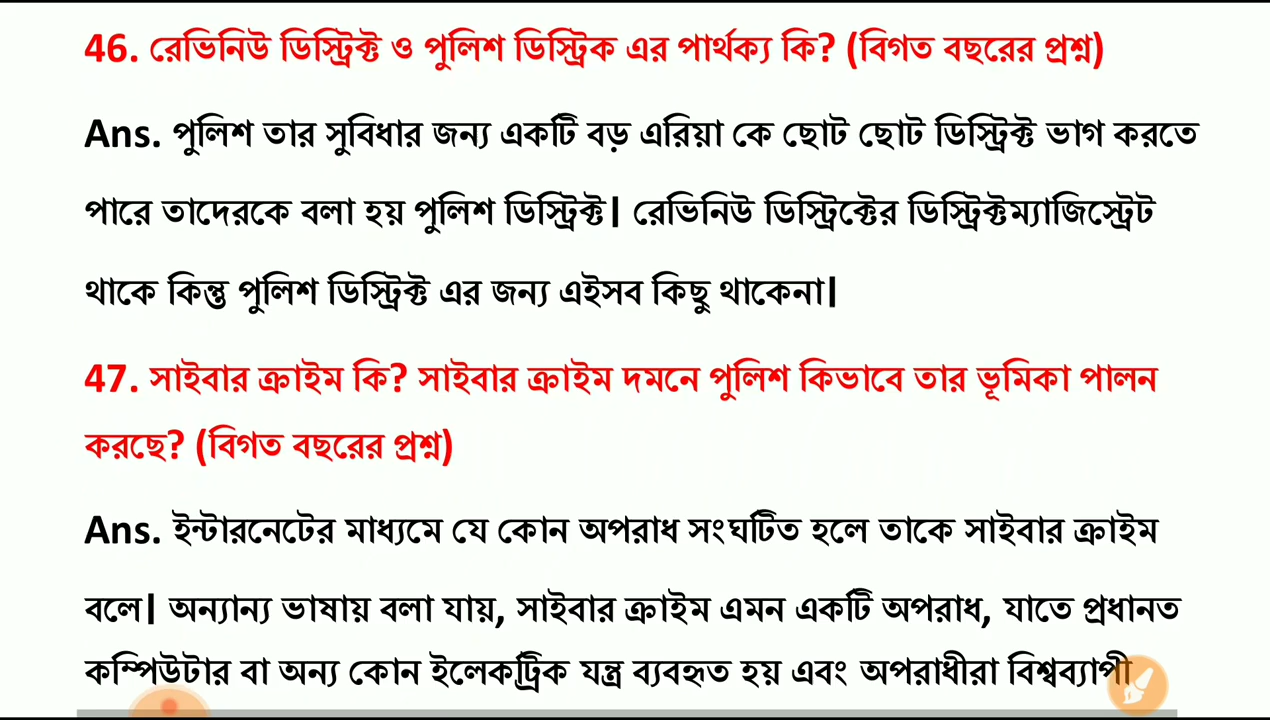 46. রেভিনিউ ডিস্ট্রিক্ট ও পুলিশ ডিস্ট্রিক এর পার্থক্য কি? (বিগত বছরের প্রশ্ন)
Ans. পুলিশ তার সুবিধার জন্য একটি বড় এরিয়া কে ছোট ছোট ডিস্ট্রিক্ট ভাগ করতে
পারে তাদেরকে বলা হয় পুলিশ ডিস্ট্রিক্ট। রেভিনিউ ডিস্ট্রিক্টের ডিস্ট্রিক্টম্যাজিস্ট্রেট
থাকে কিন্তু পুলিশ ডিস্ট্রিক্ট এর জন্য এইসব কিছু থাকেনা।
47. সাইবার ক্রাইম কি? সাইবার ক্রাইম দমনে পুলিশ কিভাবে তার ভূমিকা পালন
করছে? (বিগত বছরের প্রশ্ন)
Ans. ইন্টারনেটের মাধ্যমে যে কোন অপরাধ সংঘটিত হলে তাকে সাইবার ক্রাইম
বলে। অন্যান্য ভাষায় বলা যায়, সাইবার ক্রাইম এমন একটি অপরাধ, যাতে প্রধানত
কম্পিউটার বা অন্য কোন ইলেকট্রিক যন্ত্র ব্যবহৃত হয় এবং অপরাধীরা বিশ্বব্যাপী